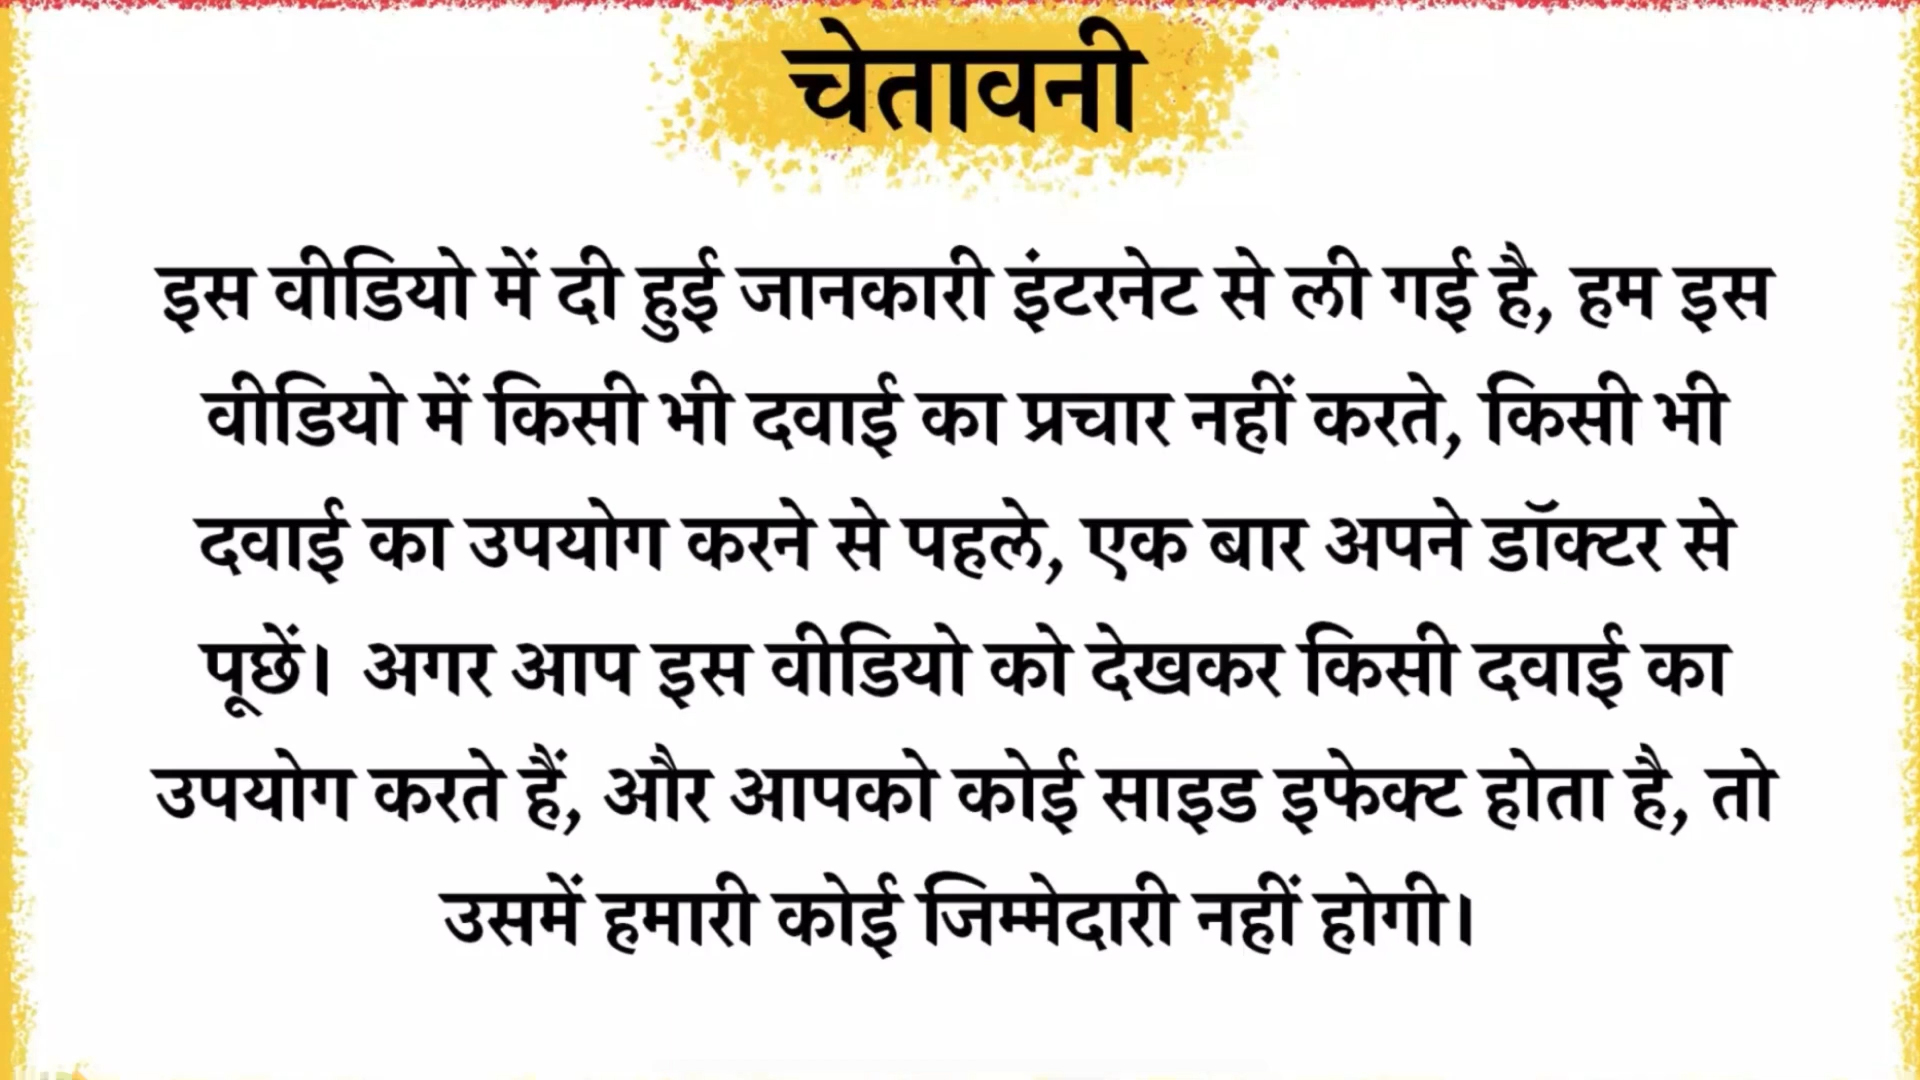 चेतावनी
इस वीडियो में दी हुई जानकारी इंटरनेट से ली गई है, हम इस
वीडियो में किसी भी दवाई का प्रचार नहीं करते, किसी भी
दवाई का उपयोग करने से पहले, एक बार अपने डॉक्टर से
पूछें। अगर आप इस वीडियो को देखकर किसी दवाई का
उपयोग करते हैं, और आपको कोई साइड इफेक्ट होता है, तो
उसमें हमारी कोई जिम्मेदारी नहीं होगी।